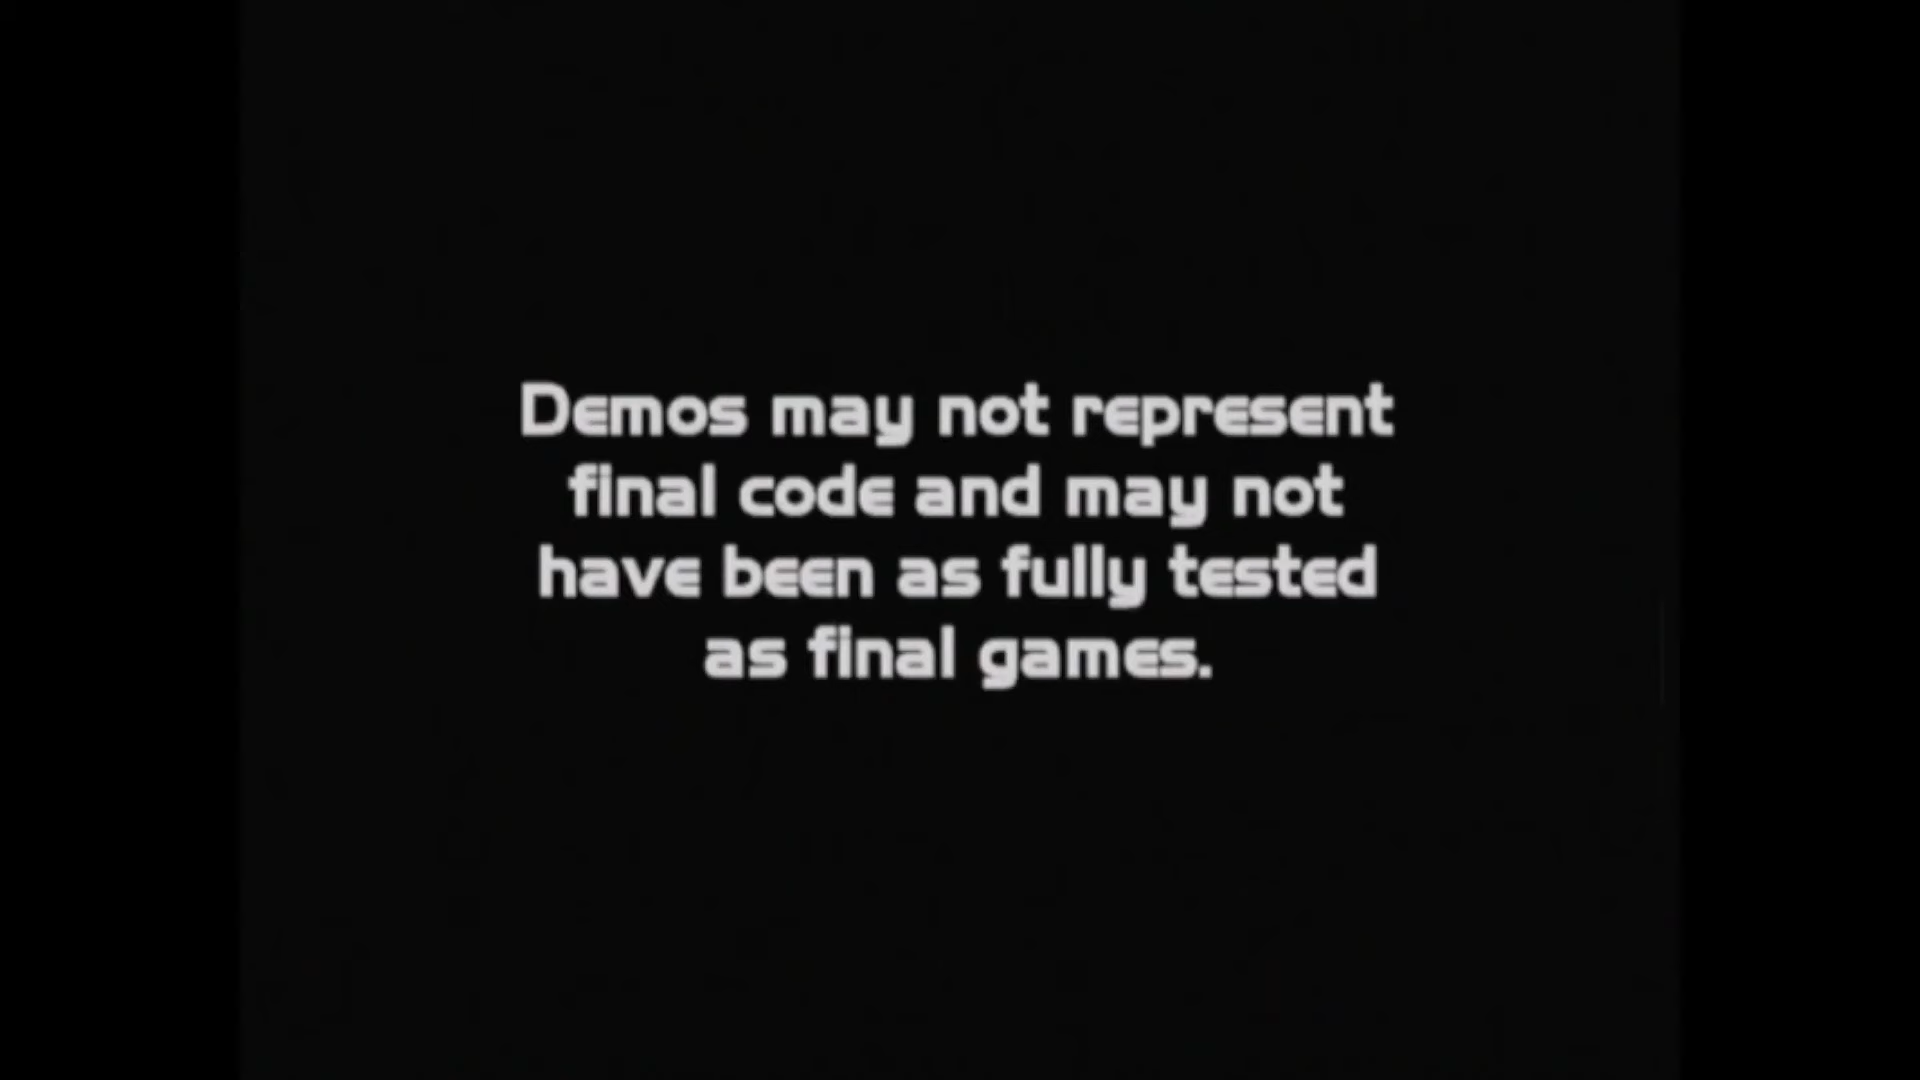 Demos may not represent
final code and may not
have been as fully tested
as final games.